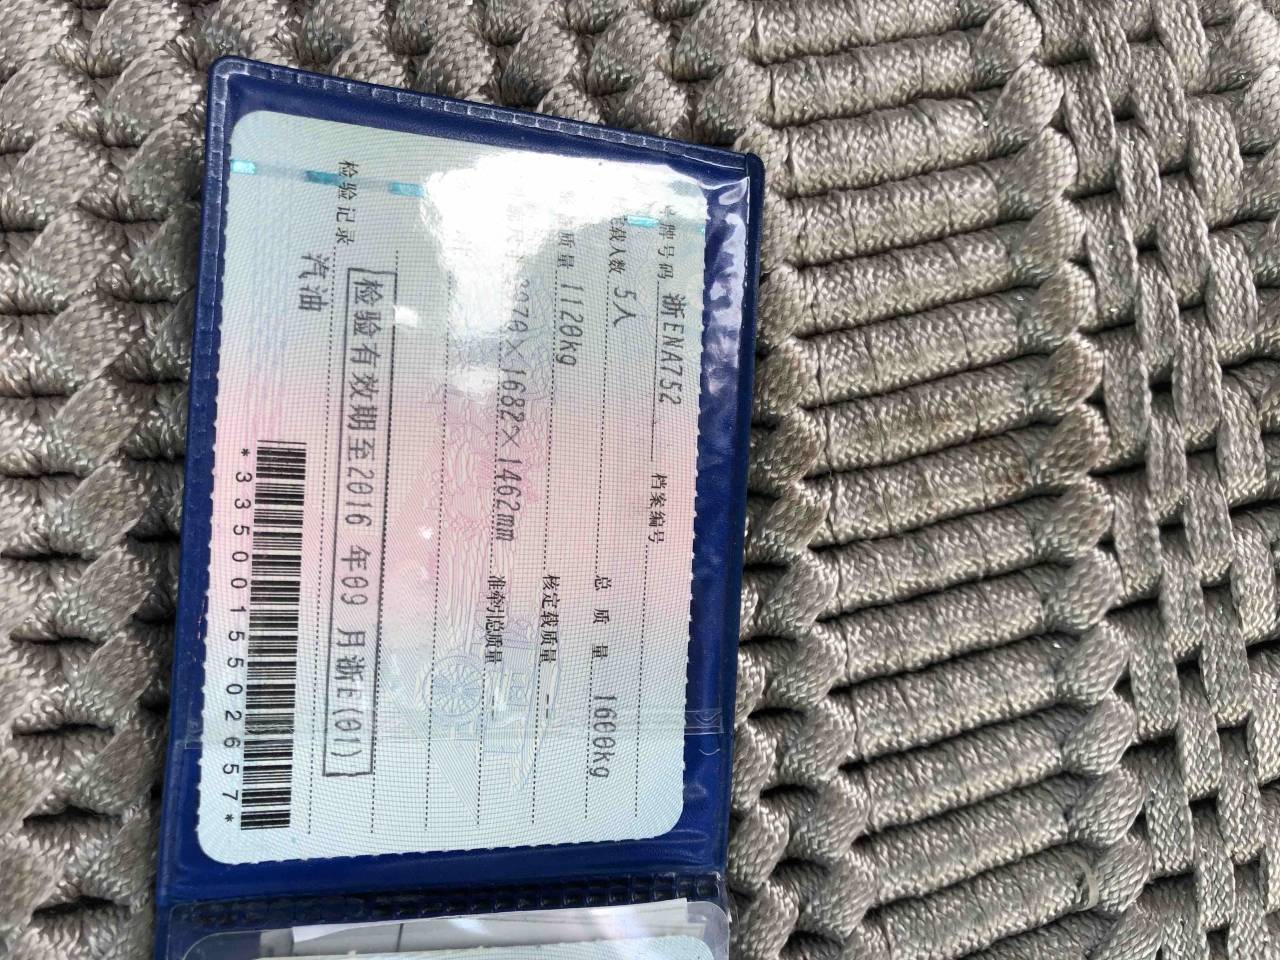 号牌号码 浙ENA752 档案编号
核定载人数 5人 总质量 1600kg
质量 1120kg 核定载质量
3970×1682×1462mm 准牵引总质量
检验记录 检验有效期至2016年09月浙E(01)
汽油
*3350015502657*